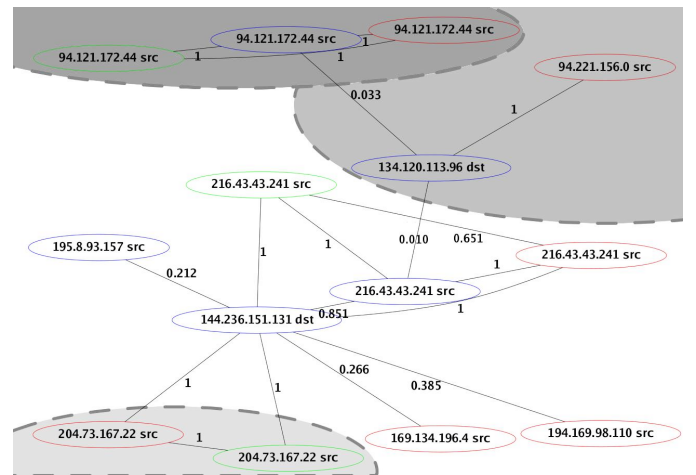 94.121.172.44 src
94.121.172.44 src
1
94.121.172.44 src
1
1
94.221.156.0 src
0.033
1
134.120.113.96 dst
216.43.43.241 src
195.8.93.157 src
1
1
0.010
0.651
216.43.43.241 src
0.212
1
216.43.43.241 src
144.236.151.131 dst
0.851
1
0.266
1
1
0.385
204.73.167.22 src
1
169.134.196.4 src
194.169.98.110 src
204.73.167.22 src